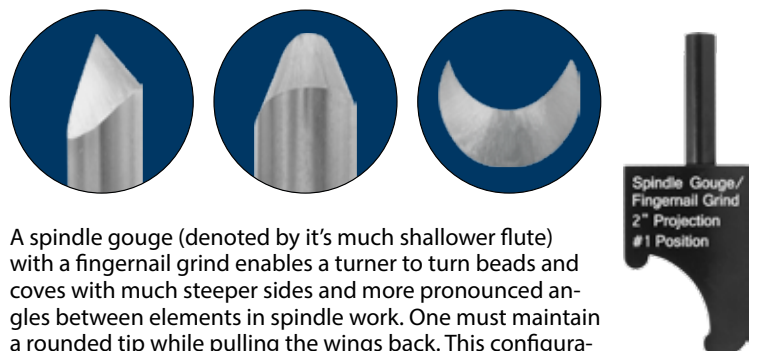 A spindle gouge (denoted by it's much shallower flute)
with a fingernail grind enables a turner to turn beads and
coves with much steeper sides and more pronounced an-
gles between elements in spindle work. One must maintain
a rounded tip while pulling the wings back. This configura-
Spindle Gouge/
Fingernail Grind
2" Projection
#1 Position